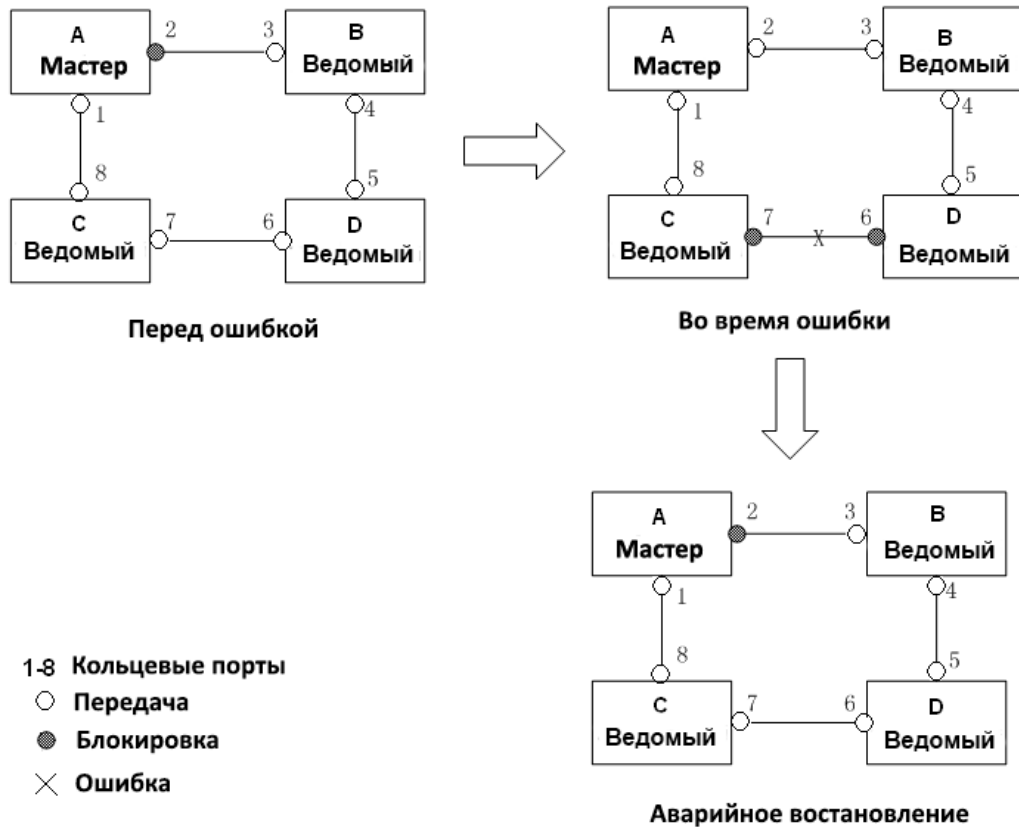 A
Мастер
2
3
B
Ведомый
1
4
8
5
C
Ведомый
7
6
D
Ведомый
Перед ошибкой
A
Мастер
2
3
B
Ведомый
1
4
8
5
C
Ведомый
7
6
X
D
Ведомый
Во время ошибки
A
Мастер
2
3
B
Ведомый
1
4
8
5
C
Ведомый
7
6
D
Ведомый
Аварийное востановление
1-8 Кольцевые порты
Передача
Блокировка
Ошибка